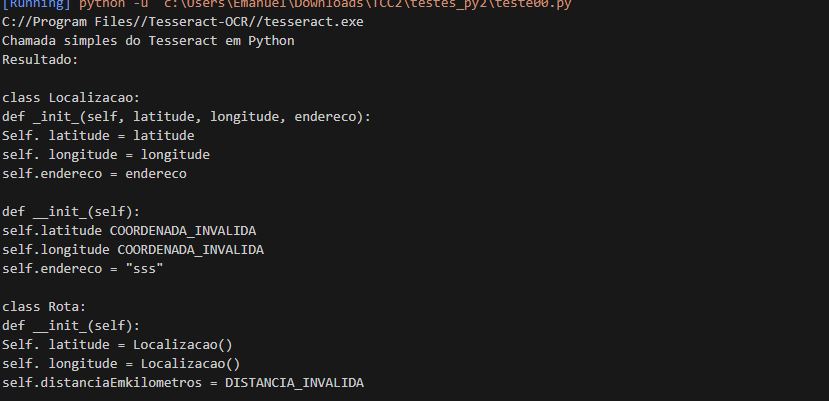 [Running] python -u "c:\Users\Emanuel\Downloads\TCC2\testes_py2\teste00.py"
C://Program Files//Tesseract-OCR//tesseract.exe
Chamada simples do Tesseract em Python
Resultado:
class Localizacao:
def _init_(self, latitude, longitude, endereco):
Self. latitude = latitude
self. longitude = longitude
self.endereco = endereco
def __init_(self):
self.latitude COORDENADA_INVALIDA
self.longitude COORDENADA_INVALIDA
self.endereco = "sss"
class Rota:
def __init_(self):
Self. latitude = Localizacao()
self. longitude = Localizacao()
self.distanciaEmkilometros = DISTANCIA_INVALIDA